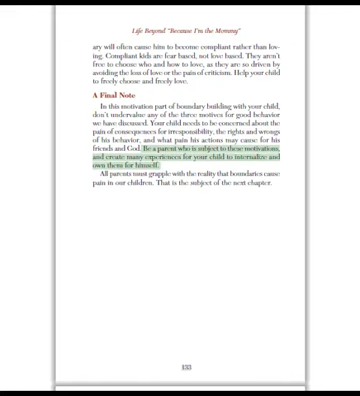 Life Beyond "Because I'm the Mommy"
ary will often cause him to become compliant rather than lov-
ing. Compliant kids are fear based, not love based. They aren't
free to choose who and how to love, as they are so driven by
avoiding the loss of love or the pain of criticism. Help your child
to freely choose and freely love.
A Final Note
In this motivation part of boundary building with your child,
don't undervalue any of the three motives for good behavior
we have discussed. Your child needs to be concerned about the
pain of consequences for irresponsibility, the rights and wrongs
of his behavior, and what pain his actions may cause for his
friends and God. Be a parent who is subject to these motivations,
and create many experiences for your child to internalize and
own them for himself.
All parents must grapple with the reality that boundaries cause
pain in our children. That is the subject of the next chapter.
133